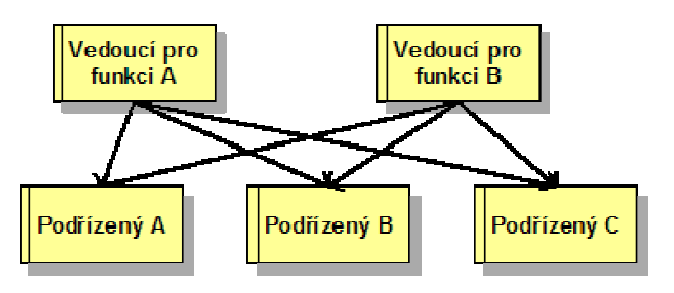 Vedoucí pro
funkci A
Vedoucí pro
funkci B
Podřízený A
Podřízený B
Podřízený C